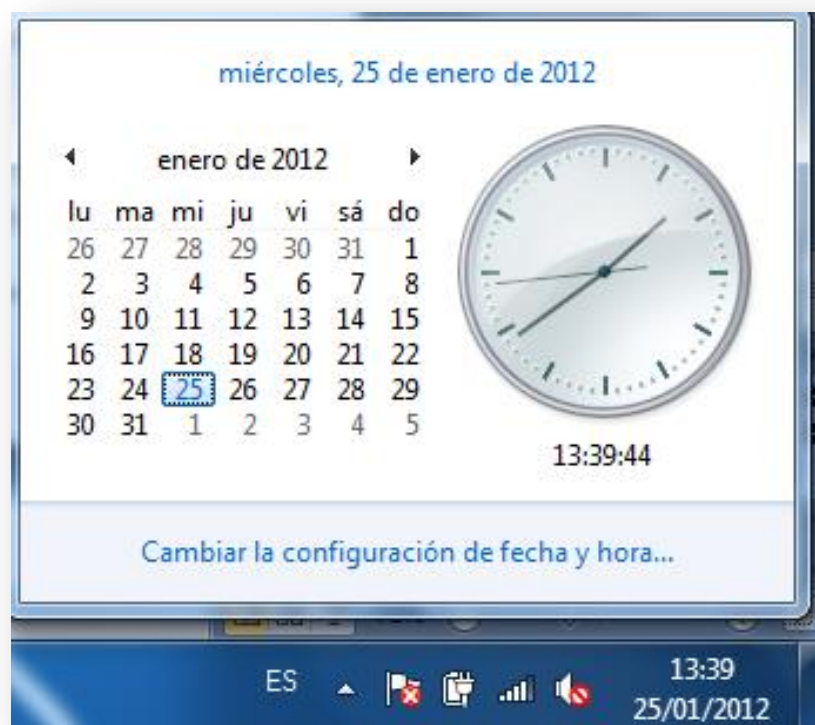 miércoles, 25 de enero de 2012
enero de 2012
lu ma mi ju vi sá do
26 27 28 29 30 31 1
2 3 4 5 6 7 8
9 10 11 12 13 14 15
16 17 18 19 20 21 22
23 24 25 26 27 28 29
30 31 1 2 3 4 5
13:39:44
Cambiar la configuración de fecha y hora...
ES
13:39
25/01/2012